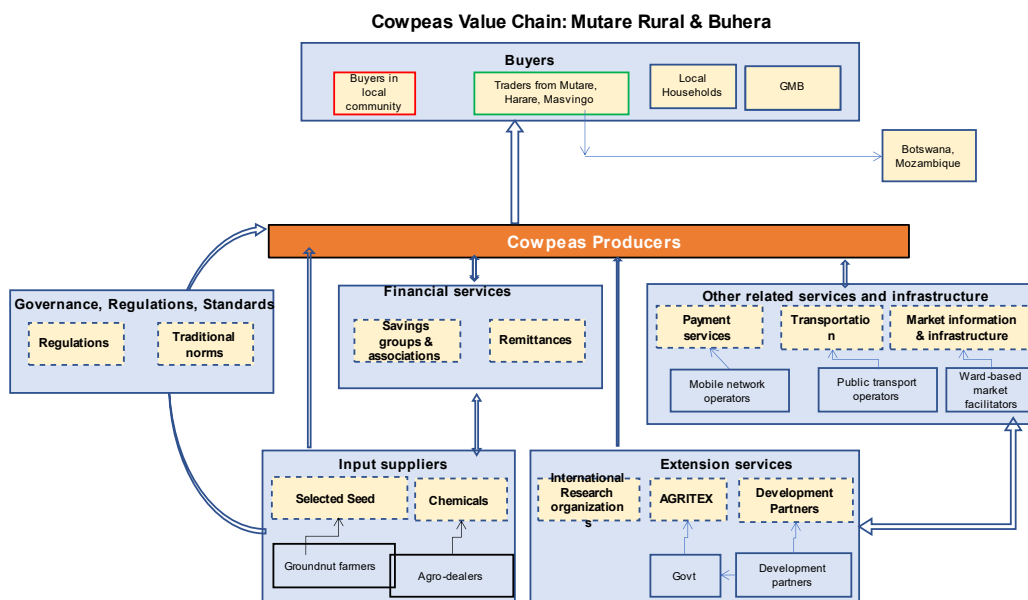 Cowpeas Value Chain: Mutare Rural & Buhera
Buyers
Buyers in
local
community
Traders from Mutare,
Harare, Masvingo
Local
Households
GMB
Botswana,
Mozambique
Cowpeas Producers
Governance, Regulations, Standards
Regulations
Traditional
norms
Financial services
Savings
groups &
associations
Remittances
Other related services and infrastructure
Payment
services
Transportatio
n
Market information
& infrastructure
Mobile network
operators
Public transport
operators
Ward-based
market
facilitators
Input suppliers
Selected Seed
Chemicals
Groundnut farmers
Agro-dealers
Extension services
International
Research
organization
s
AGRITEX
Development
Partners
Govt
Development
partners